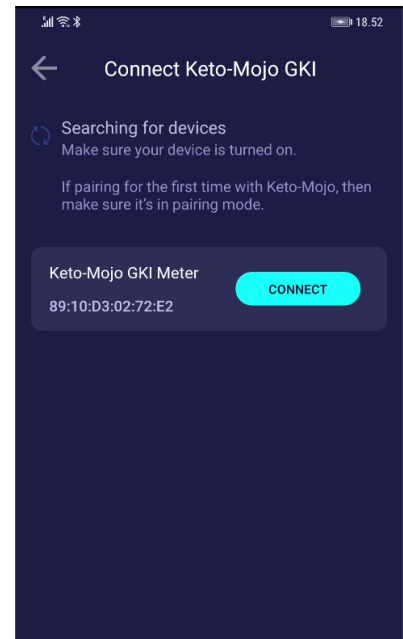 18.52
Connect Keto-Mojo GKI
Searching for devices
Make sure your device is turned on.
If pairing for the first time with Keto-Mojo, then
make sure it's in pairing mode.
Keto-Mojo GKI Meter
CONNECT
89:10:D3:02:72:E2